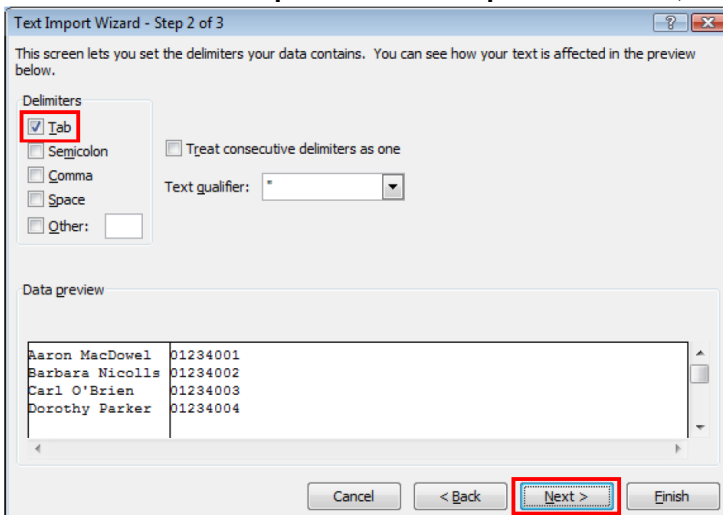 Text Import Wizard - Step 2 of 3
This screen lets you set the delimiters your data contains. You can see how your text is affected in the preview
below.
Delimiters
Tab
Semicolon
Comma
Space
Other:
Treat consecutive delimiters as one
Text qualifier: "
Data preview
Aaron MacDowel 01234001
Barbara Nicolls 01234002
Carl O'Brien 01234003
Dorothy Parker 01234004
Cancel < Back Next > Finish